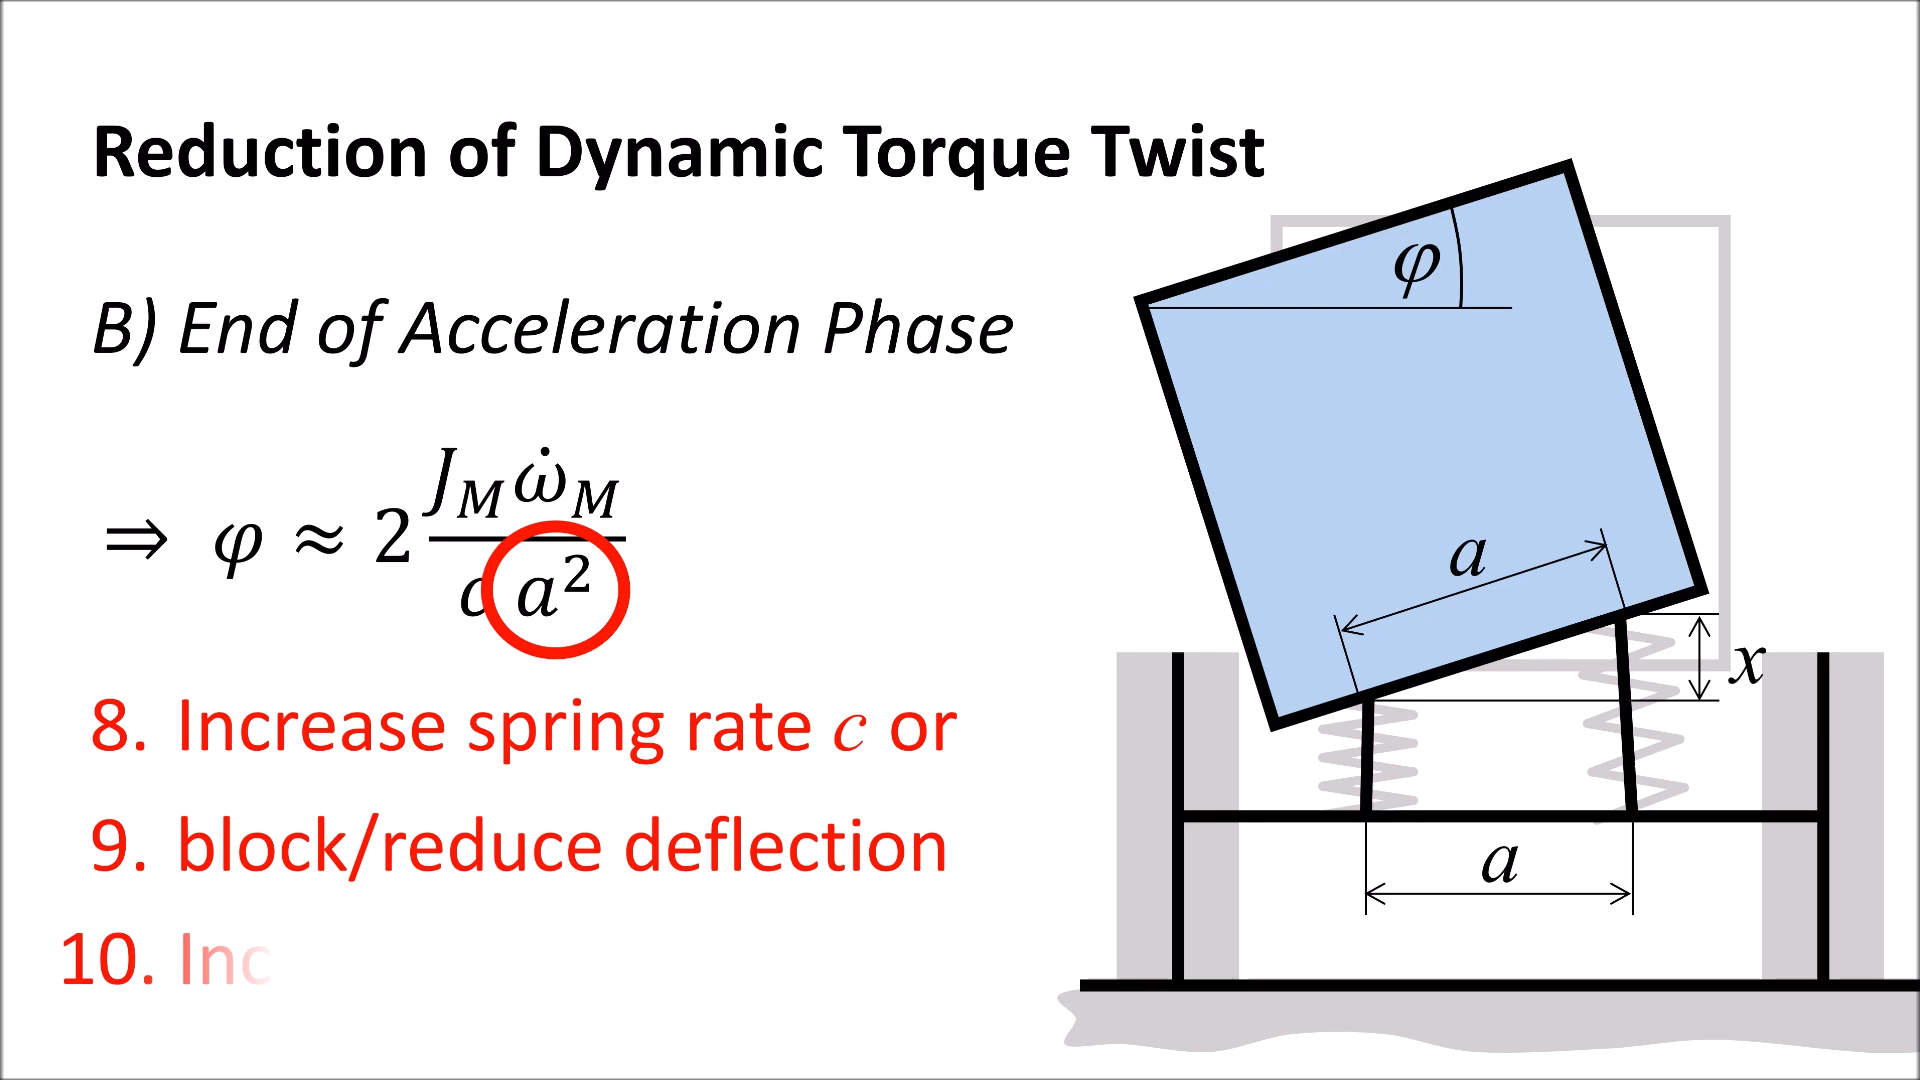 Reduction of Dynamic Torque Twist
B) End of Acceleration Phase
⇒ φ ≈ 2 J_M ω̇_M / c a²
8. Increase spring rate c or
9. block/reduce deflection
10. Inc
φ
a
x
a